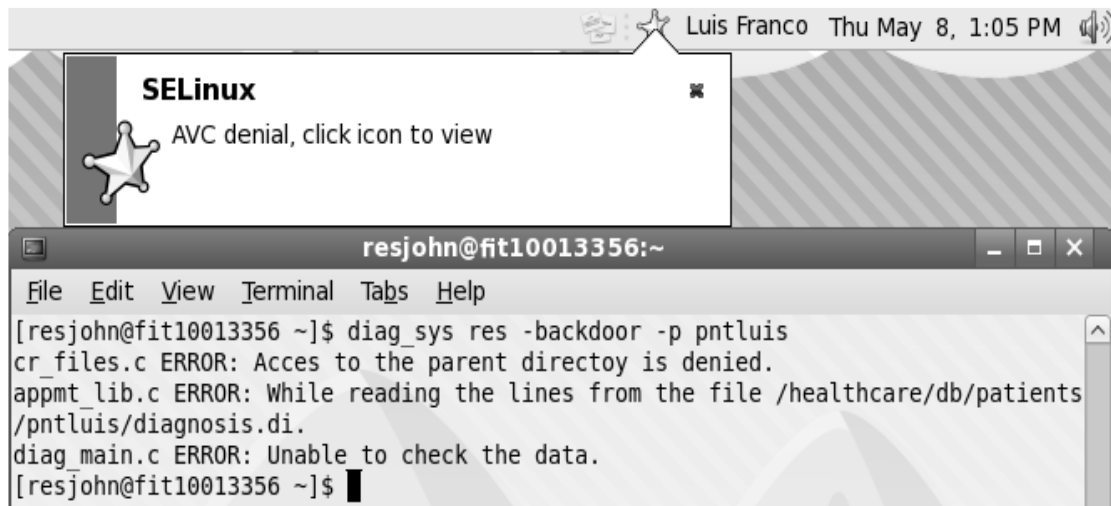 Luis Franco Thu May 8, 1:05 PM
SELinux
AVC denial, click icon to view
resjohn@fit10013356:~
File Edit View Terminal Tabs Help
[resjohn@fit10013356 ~]$ diag_sys res -backdoor -p pntluis
cr_files.c ERROR: Acces to the parent directoy is denied.
appmt_lib.c ERROR: While reading the lines from the file /healthcare/db/patients
/pntluis/diagnosis.di.
diag_main.c ERROR: Unable to check the data.
[resjohn@fit10013356 ~]$